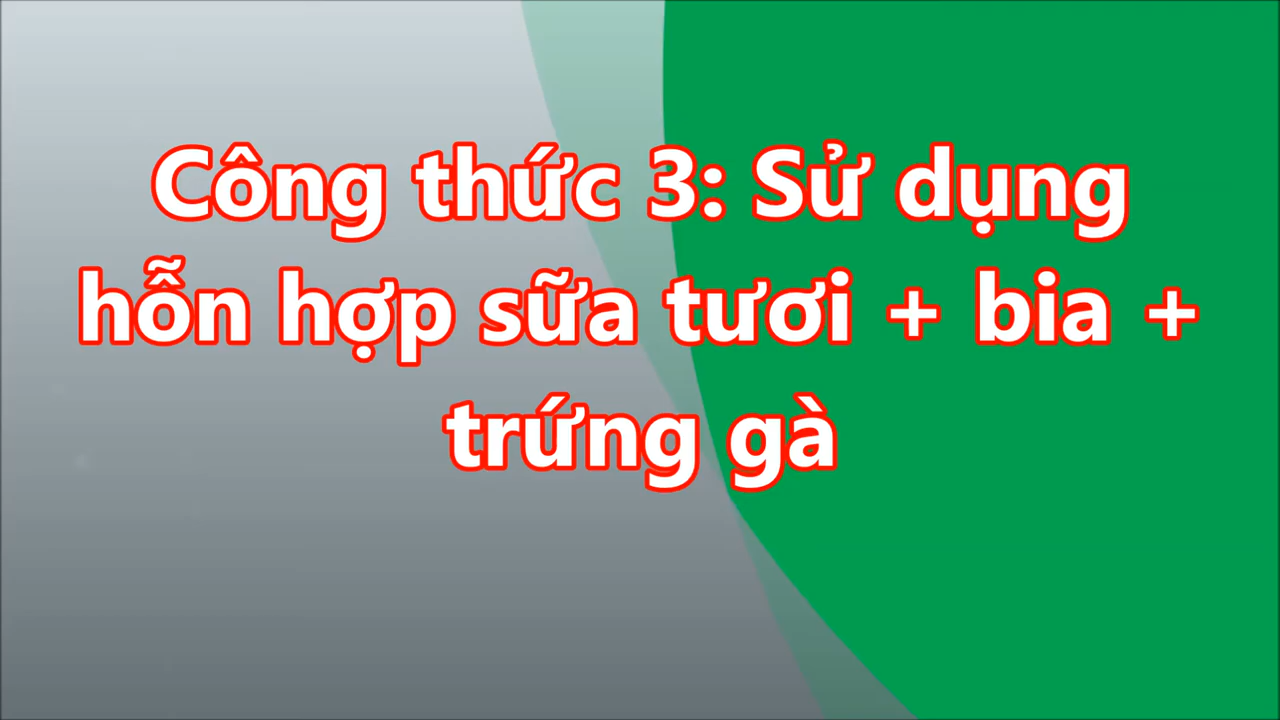 Công thức 3: Sử dụng
hỗn hợp sữa tươi + bia +
trứng gà